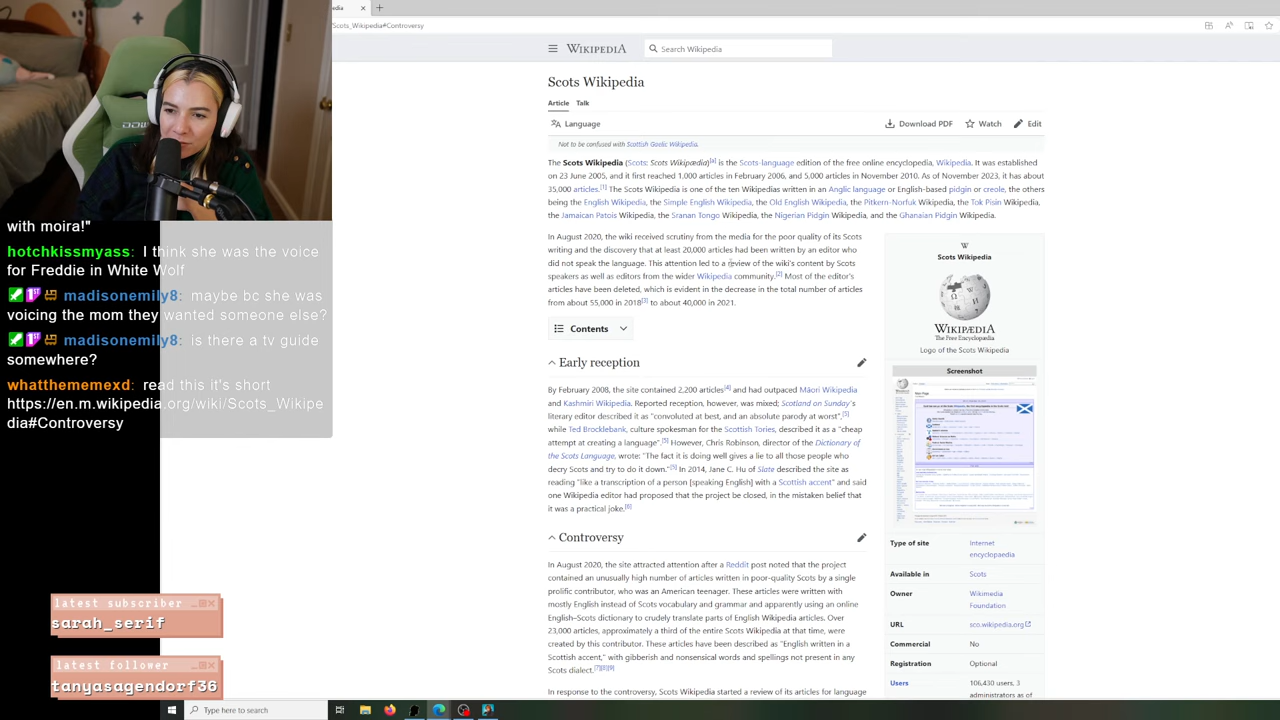 edia
Scots_Wikipedia#Controversy
WIKIPEDIA
Search Wikipedia
Scots Wikipedia
Article Talk
Language
Download PDF
Watch
Edit
Not to be confused with Scottish Gaelic Wikipedia.
The Scots Wikipedia (Scots: Scots Wikipædia)[a] is the Scots-language edition of the free online encyclopedia, Wikipedia. It was established
on 23 June 2005, and it first reached 1,000 articles in February 2006, and 5,000 articles in November 2010. As of November 2023, it has about
35,000 articles.[1] The Scots Wikipedia is one of the ten Wikipedias written in an Anglic language or English-based pidgin or creole, the others
being the English Wikipedia, the Simple English Wikipedia, the Old English Wikipedia, the Pitkern-Norfuk Wikipedia, the Tok Pisin Wikipedia,
the Jamaican Patois Wikipedia, the Sranan Tongo Wikipedia, the Nigerian Pidgin Wikipedia, and the Ghanaian Pidgin Wikipedia.
In August 2020, the wiki received scrutiny from the media for the poor quality of its Scots
writing and the discovery that at least 20,000 articles had been written by an editor who
did not speak the language. This attention led to a review of the wiki's content by Scots
speakers as well as editors from the wider Wikipedia community.[2] Most of the editor's
articles have been deleted, which is evident in the decrease in the total number of articles
from about 55,000 in 2018[3] to about 40,000 in 2021.
Contents
Early reception
By February 2008, the site contained 2,200 articles[4] and had outpaced Māori Wikipedia
and Kashmiri Wikipedia. Reported reception, however, was mixed; Scotland on Sunday's
literary editor described it as "convoluted at best, and an absolute parody at worst",[5]
while Ted Brocklebank, culture spokesman for the Scottish Tories, described it as a "cheap
attempt at creating a language".[5] However, Chris Robinson, director of the Dictionary of
the Scots Language, wrote: "The fact it is doing well gives a lie to all those people who
decry Scots and try to do it down."[5] In 2014, Jane C. Hu of Slate described the site as
reading "like a transcription of a person [speaking English] with a Scottish accent" and said
one Wikipedia editor had proposed that the project be closed, in the mistaken belief that
it was a practical joke.[6]
Controversy
In August 2020, the site attracted attention after a Reddit post noted that the project
contained an unusually high number of articles written in poor-quality Scots by a single
prolific contributor, who was an American teenager. These articles were written with
mostly English instead of Scots vocabulary and grammar and apparently using an online
English–Scots dictionary to crudely translate parts of English Wikipedia articles. Over
23,000 articles, approximately a third of the entire Scots Wikipedia at that time, were
created by this contributor. These articles have been described as "English written in a
Scottish accent," with gibberish and nonsensical words and spellings not present in any
Scots dialect.[7][8][9]
In response to the controversy, Scots Wikipedia started a review of its articles for language
W
Scots Wikipedia
WIKIPÆDIA
The Free Encyclopedia
Logo of the Scots Wikipedia
Screenshot
Type of site
Internet
encyclopaedia
Available in
Scots
Owner
Wikimedia
Foundation
URL
sco.wikipedia.org
Commercial
No
Registration
Optional
Users
106,430 users, 3
administrators as of
with moira!"
hotchkissmyass: I think she was the voice
for Freddie in White Wolf
madisonemily8: maybe bc she was
voicing the mom they wanted someone else?
madisonemily8: is there a tv guide
somewhere?
whatthememexd: read this it's short
https://en.m.wikipedia.org/wiki/Scots_Wikipe
dia#Controversy
latest subscriber
sarah_serif
latest follower
tanyasagendorf36
Type here to search